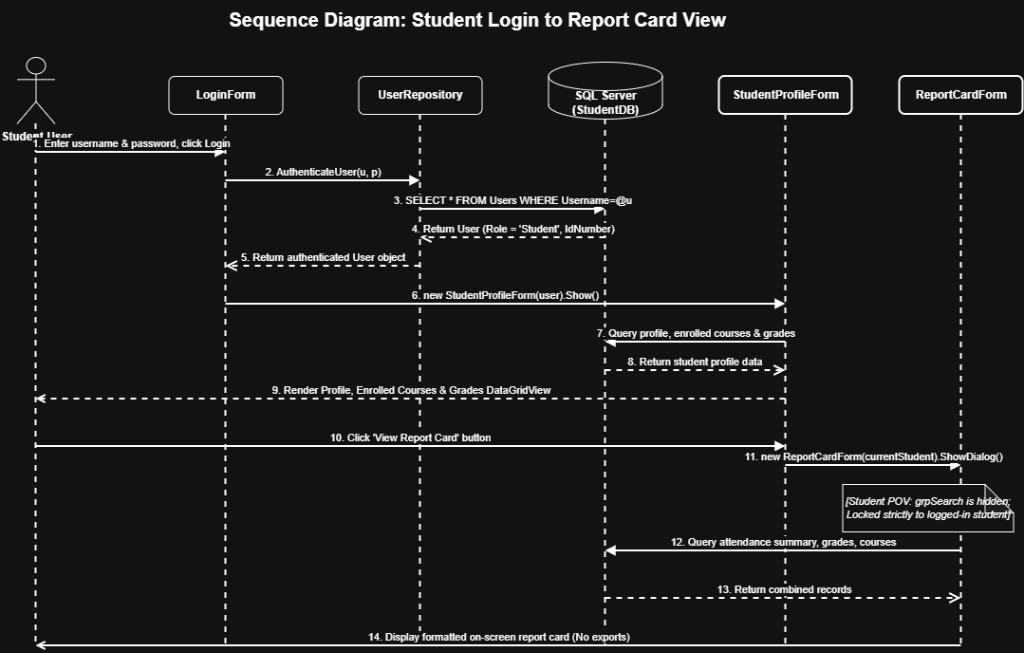 Sequence Diagram: Student Login to Report Card View
Student User
LoginForm
UserRepository
SQL Server
(StudentDB)
StudentProfileForm
ReportCardForm
1. Enter username & password, click Login
2. AuthenticateUser(u, p)
3. SELECT * FROM Users WHERE Username=@u
4. Return User (Role = 'Student', IdNumber)
5. Return authenticated User object
6. new StudentProfileForm(user).Show()
7. Query profile, enrolled courses & grades
8. Return student profile data
9. Render Profile, Enrolled Courses & Grades DataGridView
10. Click 'View Report Card' button
11. new ReportCardForm(currentStudent).ShowDialog()
[Student POV: grpSearch is hidden;
Locked strictly to logged-in student]
12. Query attendance summary, grades, courses
13. Return combined records
14. Display formatted on-screen report card (No exports)